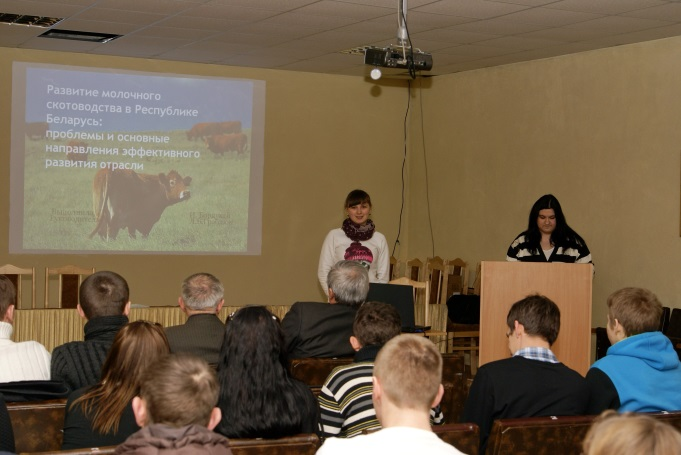 Развитие молочного
скотоводства в Республике
Беларусь:
проблемы и основные
направления эффективного
развития отрасли